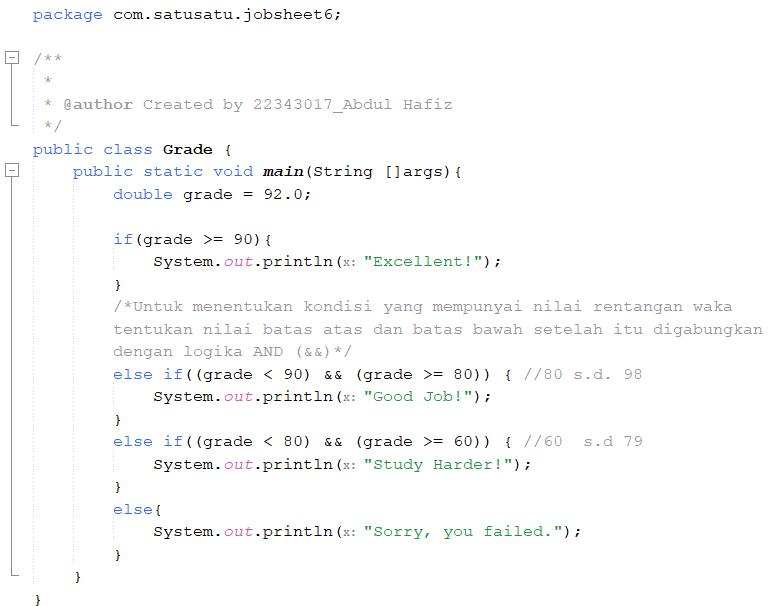 package com.satusatu.jobsheet6;
/**
 *
 * @author Created by 22343017_Abdul Hafiz
 */
public class Grade {
    public static void main(String []args){
        double grade = 92.0;
        if(grade >= 90){
            System.out.println(x: "Excellent!");
        }
        /*Untuk menentukan kondisi yang mempunyai nilai rentangan waka
        tentukan nilai batas atas dan batas bawah setelah itu digabungkan
        dengan logika AND (&&)*/
        else if((grade < 90) && (grade >= 80)) { //80 s.d. 98
            System.out.println(x: "Good Job!");
        }
        else if((grade < 80) && (grade >= 60)) { //60  s.d 79
            System.out.println(x: "Study Harder!");
        }
        else{
            System.out.println(x: "Sorry, you failed.");
        }
    }
}